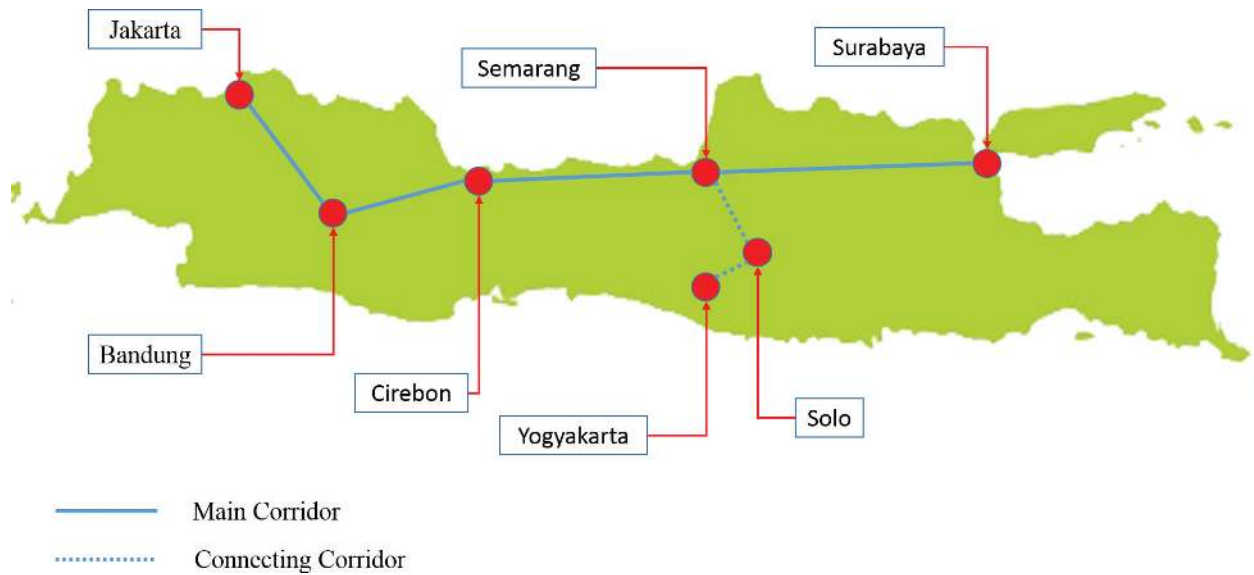 Jakarta
Surabaya
Semarang
Bandung
Cirebon
Yogyakarta
Solo
Main Corridor
Connecting Corridor